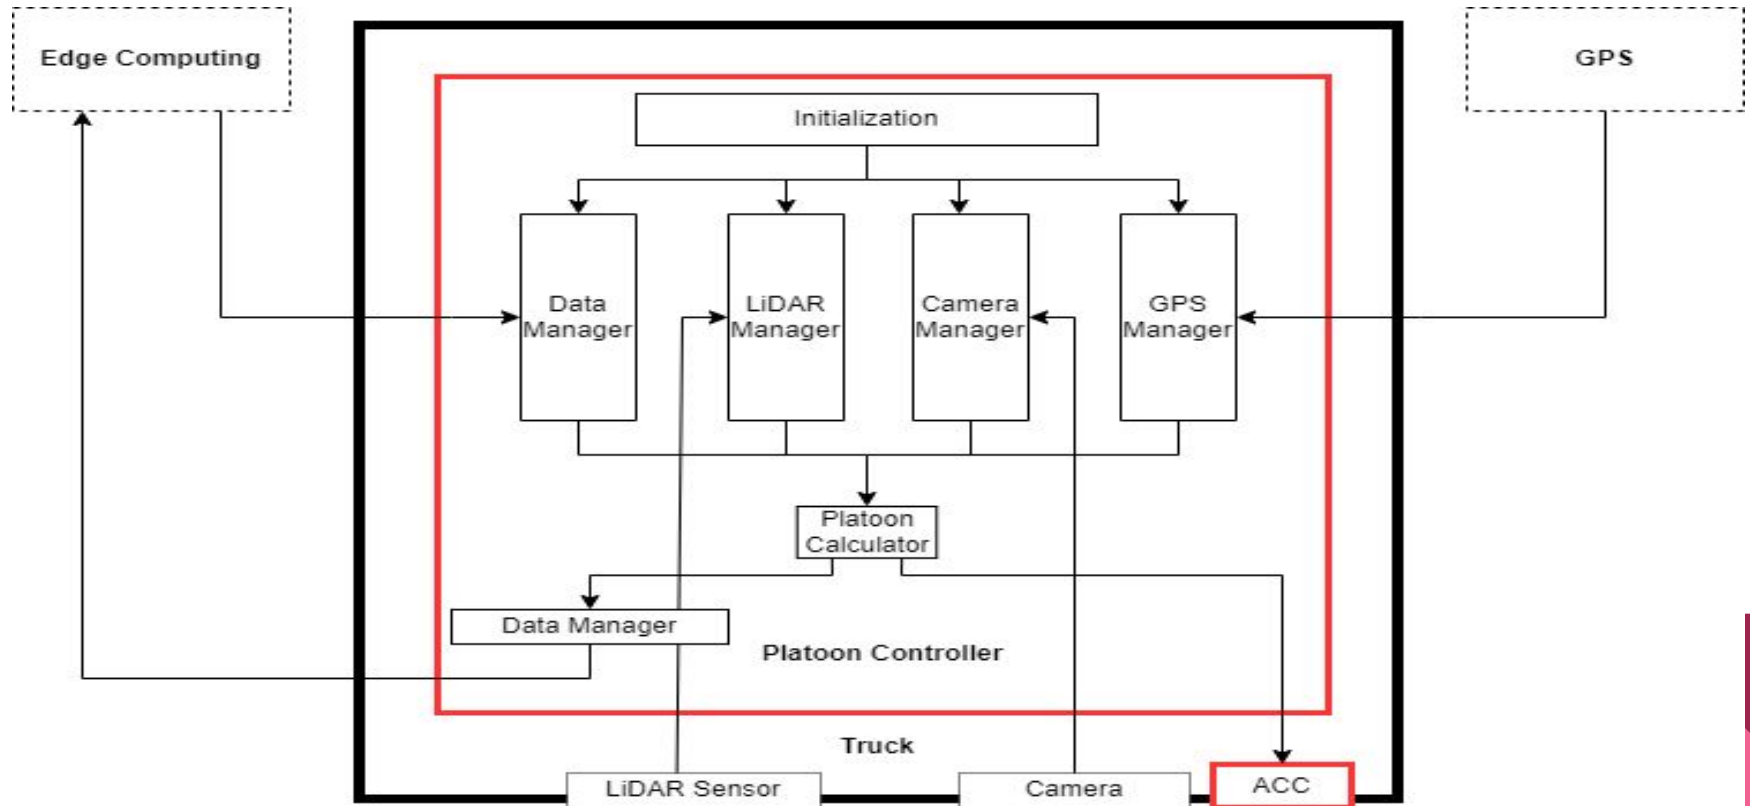 Edge Computing
GPS
Initialization
Data
Manager
LiDAR
Manager
Camera
Manager
GPS
Manager
Platoon
Calculator
Data Manager
Platoon Controller
Truck
LiDAR Sensor
Camera
ACC